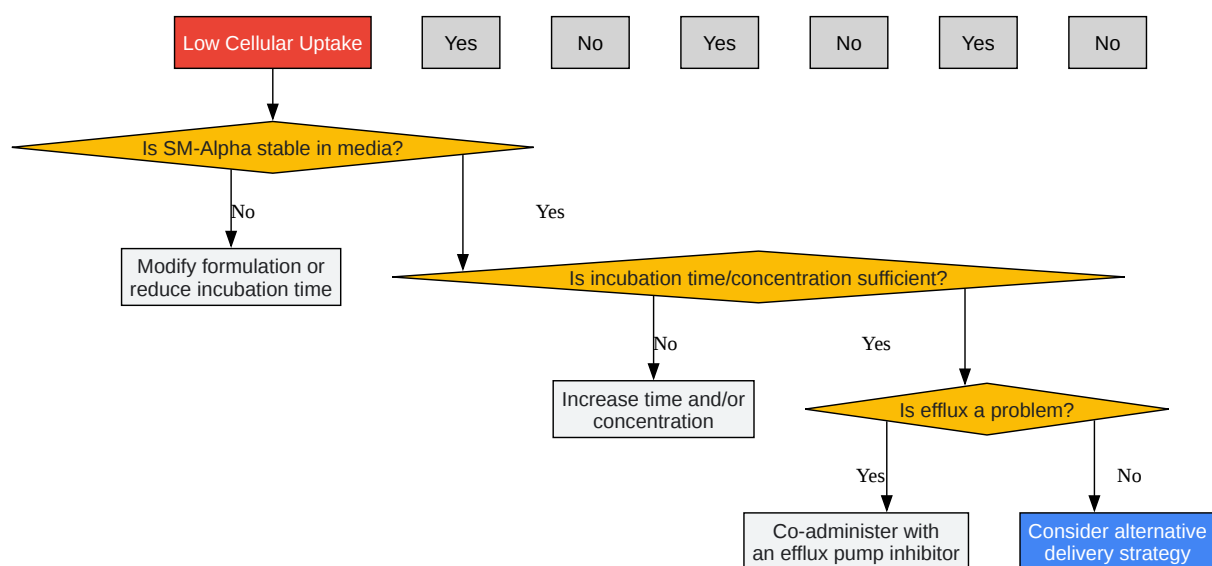 Low Cellular Uptake
Yes
No
Yes
No
Yes
No
Is SM-Alpha stable in media?
No
Yes
Modify formulation or
reduce incubation time
Is incubation time/concentration sufficient?
No
Yes
Increase time and/or
concentration
Is efflux a problem?
Yes
No
Co-administer with
an efflux pump inhibitor
Consider alternative
delivery strategy